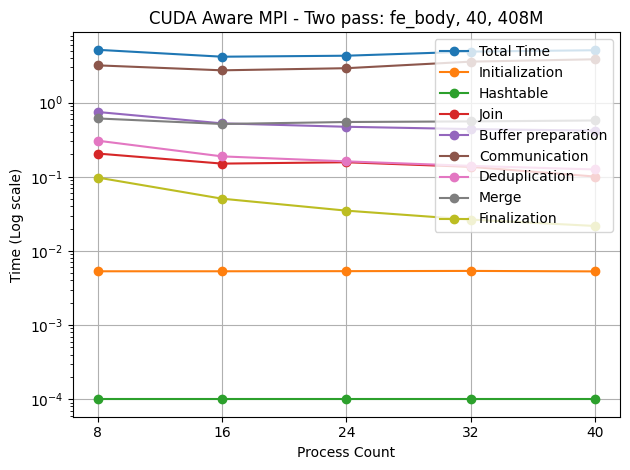 CUDA Aware MPI - Two pass: fe_body, 40, 408M
Total Time
Initialization
Hashtable
Join
Buffer preparation
Communication
Deduplication
Merge
Finalization
Time (Log scale)
10⁰
10⁻¹
10⁻²
10⁻³
10⁻⁴
8 16 24 32 40
Process Count